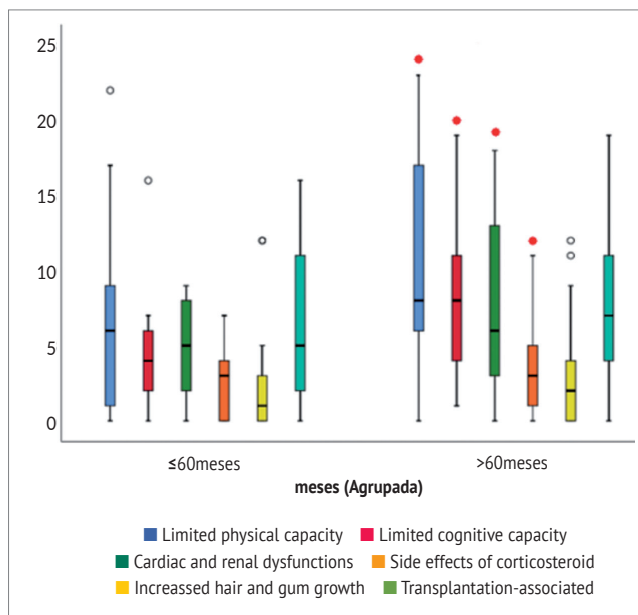 25
20
15
10
5
0
≤60meses >60meses
meses (Agrupada)
Limited physical capacity Limited cognitive capacity
Cardiac and renal dysfunctions Side effects of corticosteroid
Increassed hair and gum growth Transplantation-associated